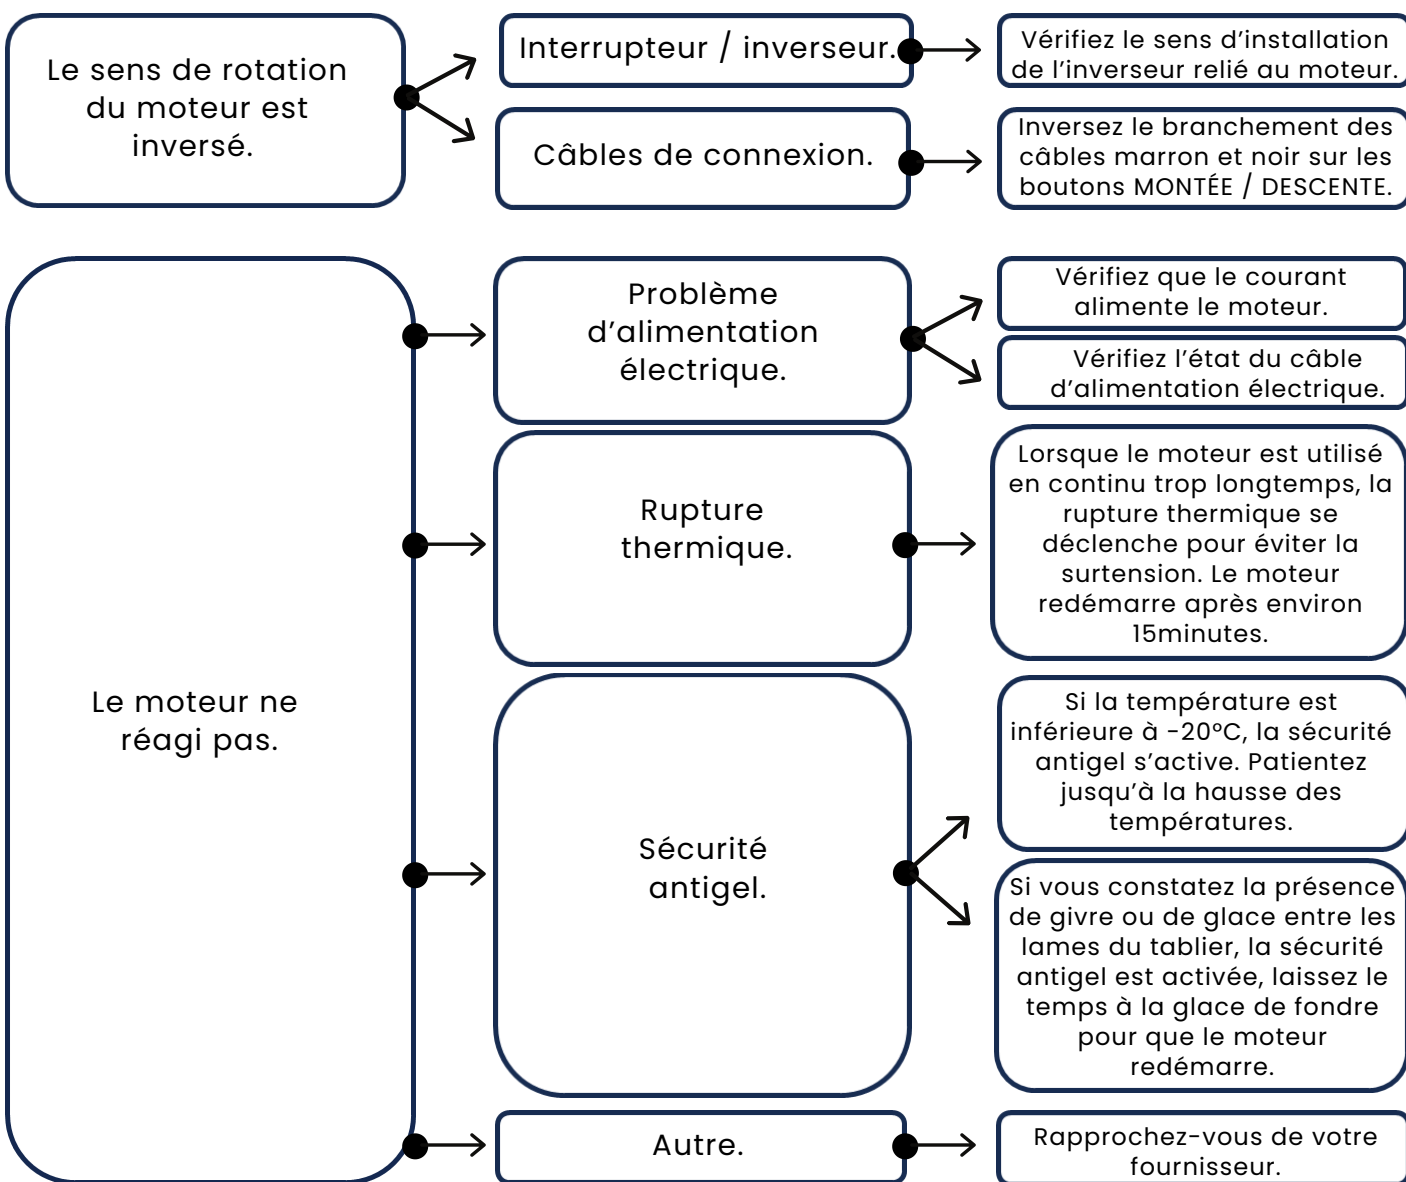 Le sens de rotation
du moteur est
inversé.
Interrupteur / inverseur.
Vérifiez le sens d’installation
de l’inverseur relié au moteur.
Câbles de connexion.
Inversez le branchement des
câbles marron et noir sur les
boutons MONTÉE / DESCENTE.
Le moteur ne
réagi pas.
Problème
d’alimentation
électrique.
Vérifiez que le courant
alimente le moteur.
Vérifiez l’état du câble
d’alimentation électrique.
Rupture
thermique.
Lorsque le moteur est utilisé
en continu trop longtemps, la
rupture thermique se
déclenche pour éviter la
surtension. Le moteur
redémarre après environ
15minutes.
Sécurité
antigel.
Si la température est
inférieure à -20°C, la sécurité
antigel s’active. Patientez
jusqu’à la hausse des
températures.
Si vous constatez la présence
de givre ou de glace entre les
lames du tablier, la sécurité
antigel est activée, laissez le
temps à la glace de fondre
pour que le moteur
redémarre.
Autre.
Rapprochez-vous de votre
fournisseur.